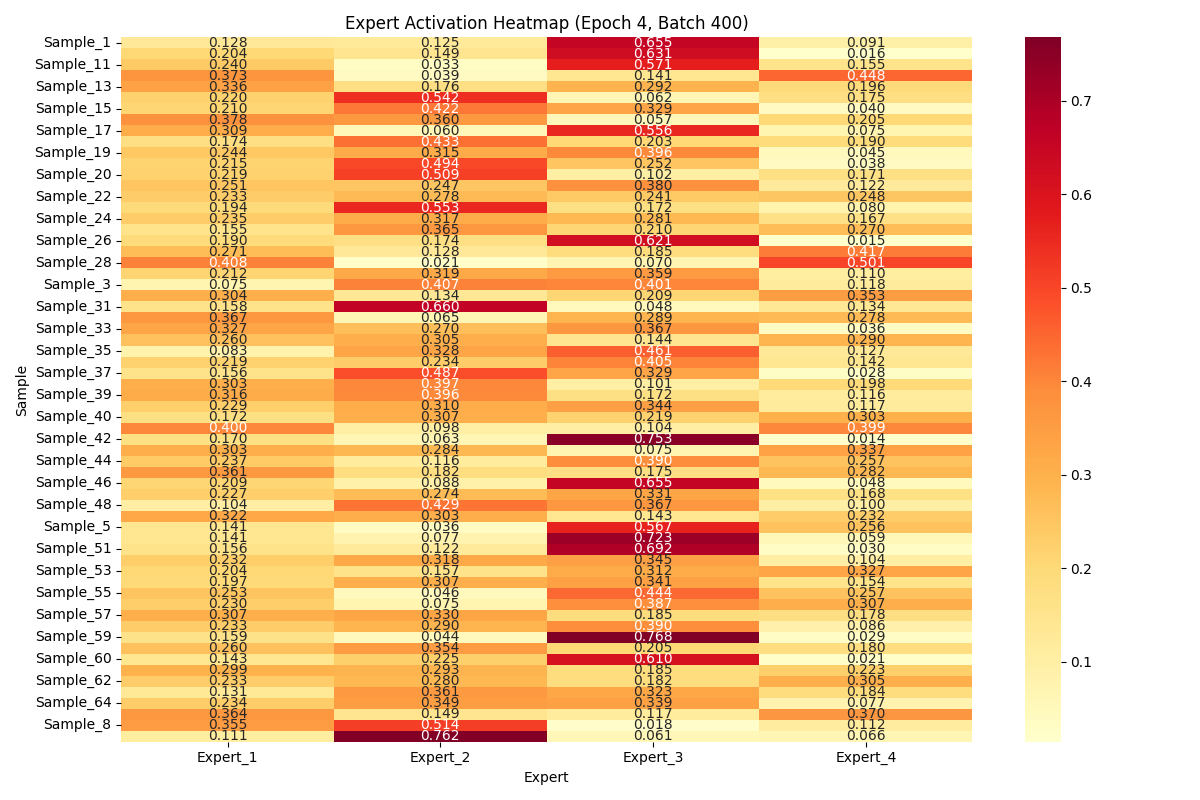 Expert Activation Heatmap (Epoch 4, Batch 400)
Sample_1 0.128 0.125 0.655 0.091
0.204 0.149 0.631 0.016
Sample_11 0.240 0.033 0.571 0.155
0.373 0.039 0.141 0.448
Sample_13 0.336 0.176 0.292 0.196
0.220 0.542 0.062 0.175
Sample_15 0.210 0.422 0.329 0.040
0.378 0.360 0.057 0.205
Sample_17 0.309 0.060 0.556 0.075
0.174 0.433 0.203 0.190
Sample_19 0.244 0.315 0.396 0.045
0.215 0.494 0.252 0.038
Sample_20 0.219 0.509 0.102 0.171
0.251 0.247 0.380 0.122
Sample_22 0.233 0.278 0.241 0.248
0.194 0.553 0.172 0.080
Sample_24 0.235 0.317 0.281 0.167
0.155 0.365 0.210 0.270
Sample_26 0.190 0.174 0.621 0.015
0.271 0.128 0.185 0.417
Sample_28 0.408 0.021 0.070 0.501
0.212 0.319 0.359 0.110
Sample_3 0.075 0.407 0.401 0.118
0.304 0.134 0.209 0.353
Sample_31 0.158 0.660 0.048 0.134
0.367 0.065 0.289 0.278
Sample_33 0.327 0.270 0.367 0.036
0.260 0.305 0.144 0.290
Sample_35 0.083 0.328 0.461 0.127
0.219 0.234 0.405 0.142
Sample_37 0.156 0.487 0.329 0.028
0.303 0.397 0.101 0.198
Sample_39 0.316 0.396 0.172 0.116
0.229 0.310 0.344 0.117
Sample_40 0.172 0.307 0.219 0.303
0.400 0.098 0.104 0.399
Sample_42 0.170 0.063 0.753 0.014
0.303 0.284 0.075 0.337
Sample_44 0.237 0.116 0.390 0.257
0.361 0.182 0.175 0.282
Sample_46 0.209 0.088 0.655 0.048
0.227 0.274 0.331 0.168
Sample_48 0.104 0.429 0.367 0.100
0.322 0.303 0.143 0.232
Sample_5 0.141 0.036 0.567 0.256
0.141 0.077 0.723 0.059
Sample_51 0.156 0.122 0.692 0.030
0.232 0.318 0.345 0.104
Sample_53 0.204 0.157 0.312 0.327
0.197 0.307 0.341 0.154
Sample_55 0.253 0.046 0.444 0.257
0.230 0.075 0.387 0.307
Sample_57 0.307 0.330 0.185 0.178
0.233 0.290 0.390 0.086
Sample_59 0.159 0.044 0.768 0.029
0.260 0.354 0.205 0.180
Sample_60 0.143 0.225 0.610 0.021
0.299 0.293 0.185 0.223
Sample_62 0.233 0.280 0.182 0.305
0.131 0.361 0.323 0.184
Sample_64 0.234 0.349 0.339 0.077
0.364 0.149 0.117 0.370
Sample_8 0.355 0.514 0.018 0.112
0.111 0.762 0.061 0.066
Expert_1 Expert_2 Expert_3 Expert_4
Expert
Sample
0.7
0.6
0.5
0.4
0.3
0.2
0.1